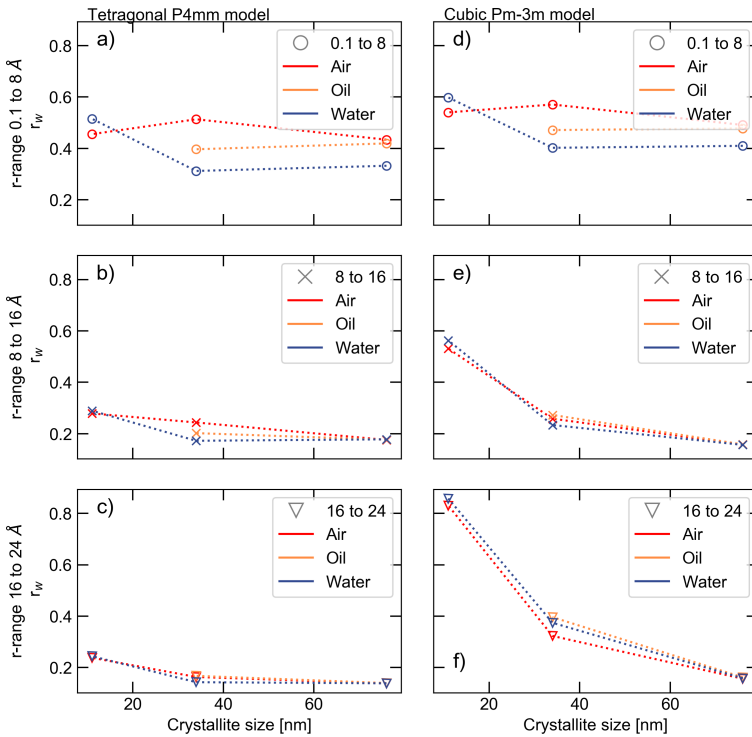 Tetragonal P4mm model
Cubic Pm-3m model
a)
0.1 to 8
Air
Oil
Water
r-range 0.1 to 8 Å
r_w
0.8
0.6
0.4
0.2
d)
0.1 to 8
Air
Oil
Water
b)
8 to 16
Air
Oil
Water
r-range 8 to 16 Å
r_w
0.8
0.6
0.4
0.2
e)
8 to 16
Air
Oil
Water
c)
16 to 24
Air
Oil
Water
r-range 16 to 24 Å
r_w
0.8
0.6
0.4
0.2
16 to 24
Air
Oil
Water
f)
20 40 60
Crystallite size [nm]
20 40 60
Crystallite size [nm]